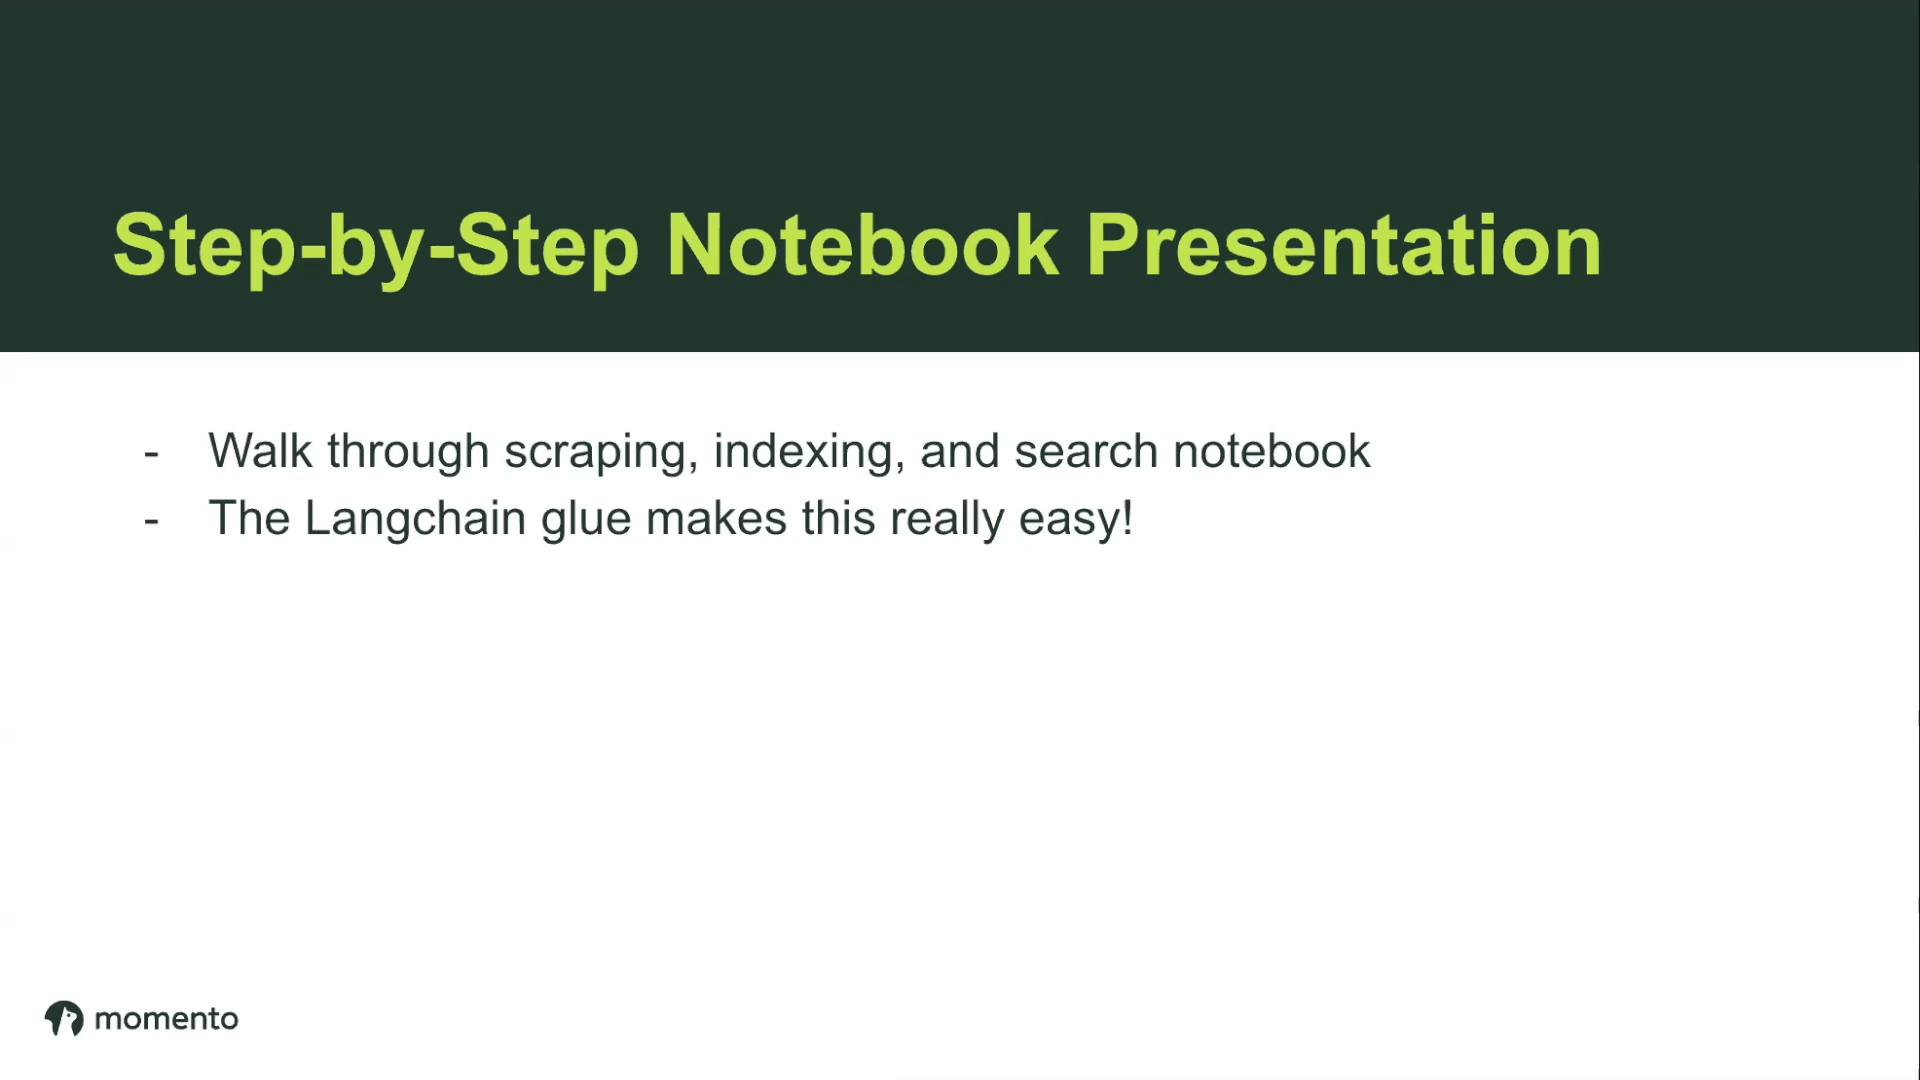 Step-by-Step Notebook Presentation
- Walk through scraping, indexing, and search notebook
- The Langchain glue makes this really easy!
momento